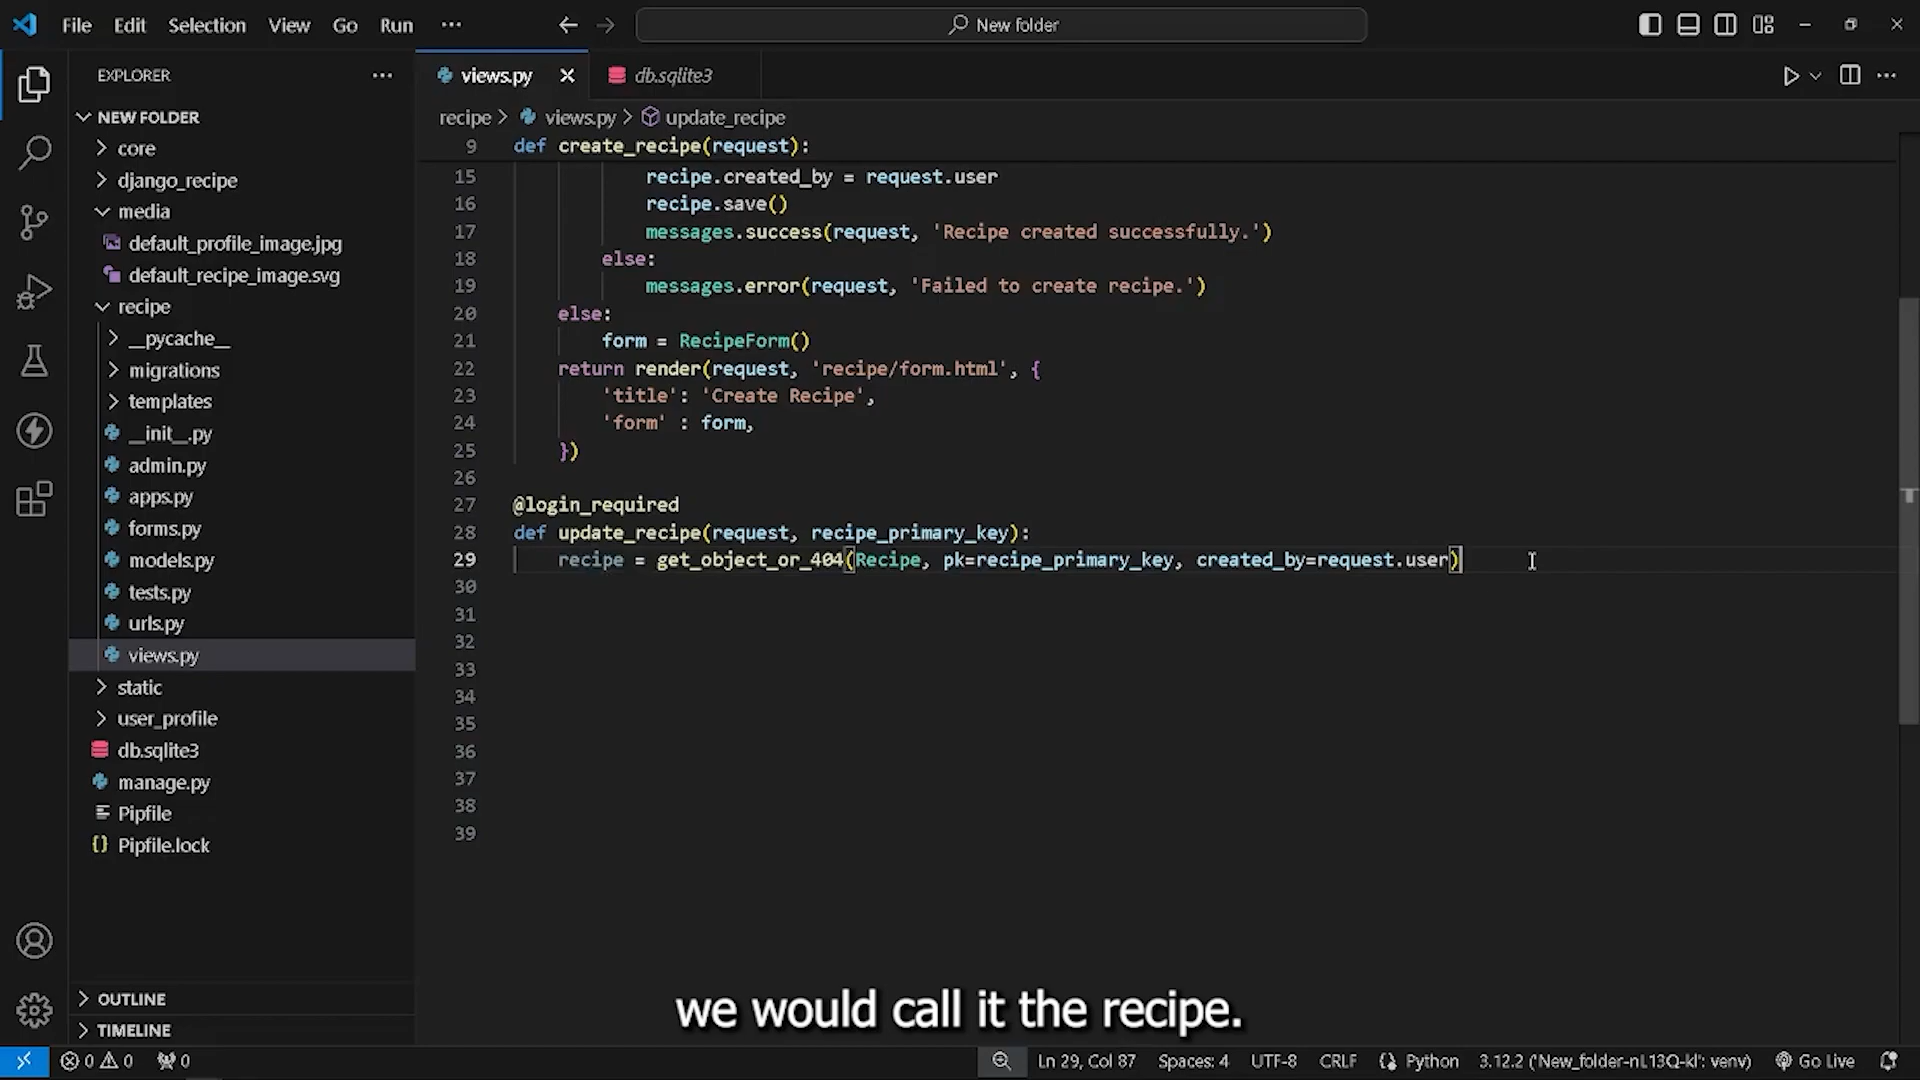 File Edit Selection View Go Run ... New folder
EXPLORER ...
NEW FOLDER
core
django_recipe
media
default_profile_image.jpg
default_recipe_image.svg
recipe
__pycache__
migrations
templates
__init__.py
admin.py
apps.py
forms.py
models.py
tests.py
urls.py
views.py
static
user_profile
db.sqlite3
manage.py
Pipfile
Pipfile.lock
OUTLINE
TIMELINE
views.py db.sqlite3
recipe > views.py > update_recipe
9 def create_recipe(request):
15 recipe.created_by = request.user
16 recipe.save()
17 messages.success(request, 'Recipe created successfully.')
18 else:
19 messages.error(request, 'Failed to create recipe.')
20 else:
21 form = RecipeForm()
22 return render(request, 'recipe/form.html', {
23 'title': 'Create Recipe',
24 'form' : form,
25 })
26
27 @login_required
28 def update_recipe(request, recipe_primary_key):
29 recipe = get_object_or_404(Recipe, pk=recipe_primary_key, created_by=request.user)
30
31
32
33
34
35
36
37
38
39
we would call it the recipe.
0 0 0 Ln 29, Col 87 Spaces: 4 UTF-8 CRLF Python 3.12.2 ('New_folder-nL13Q-kl': venv) Go Live